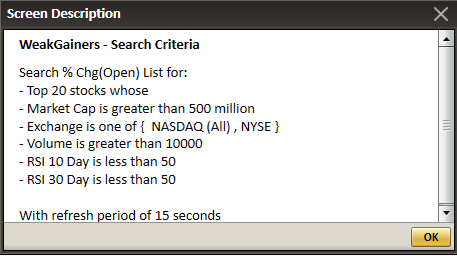 Screen Description
WeakGainers - Search Criteria
Search % Chg(Open) List for:
- Top 20 stocks whose
- Market Cap is greater than 500 million
- Exchange is one of {  NASDAQ (All) , NYSE }
- Volume is greater than 10000
- RSI 10 Day is less than 50
- RSI 30 Day is less than 50
With refresh period of 15 seconds
OK